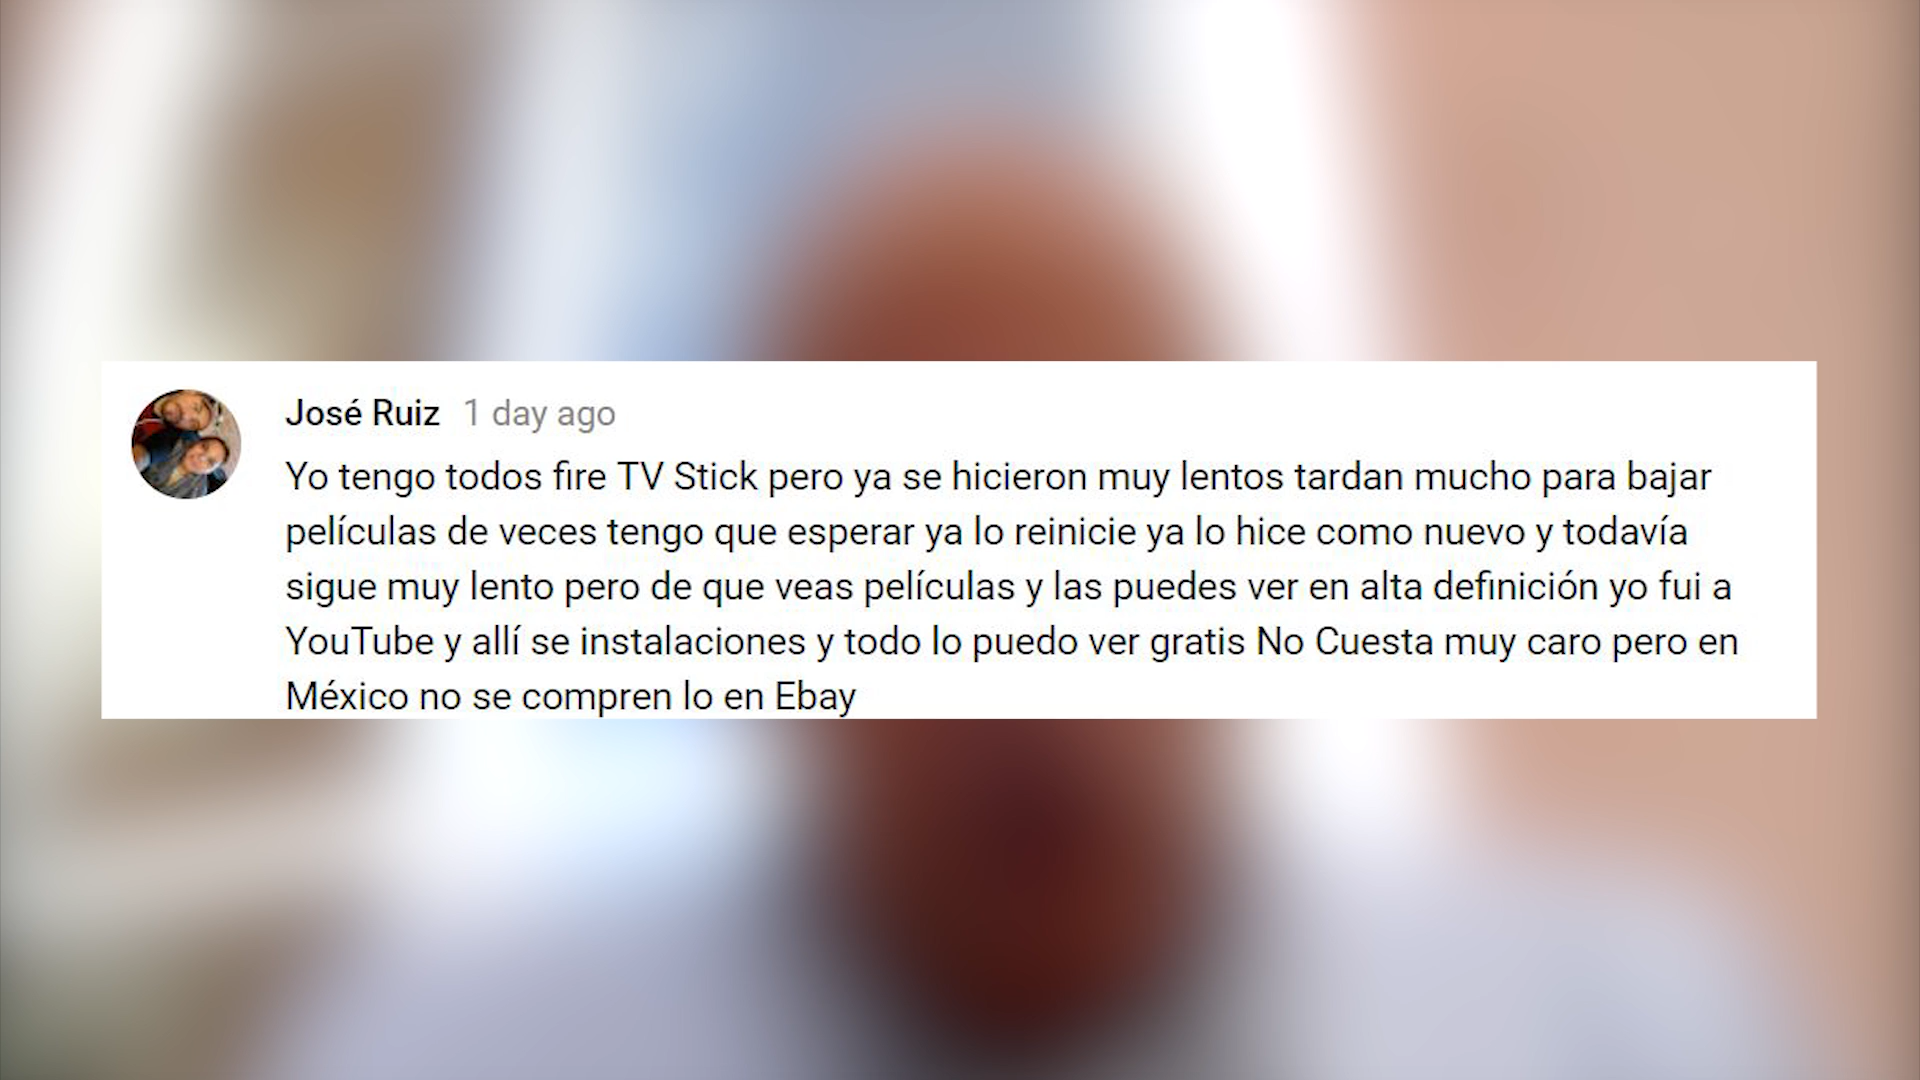 José Ruiz 1 day ago
Yo tengo todos fire TV Stick pero ya se hicieron muy lentos tardan mucho para bajar
películas de veces tengo que esperar ya lo reinicie ya lo hice como nuevo y todavía
sigue muy lento pero de que veas películas y las puedes ver en alta definición yo fui a
YouTube y allí se instalaciones y todo lo puedo ver gratis No Cuesta muy caro pero en
México no se compren lo en Ebay